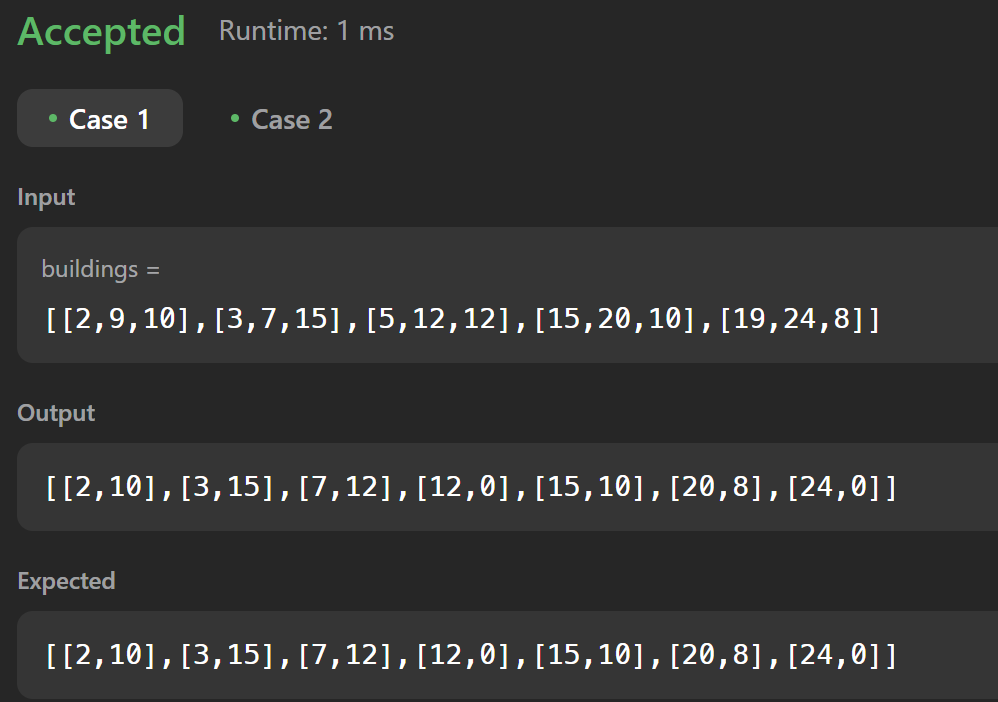 Accepted Runtime: 1 ms
Case 1 Case 2
Input
buildings =
[[2,9,10],[3,7,15],[5,12,12],[15,20,10],[19,24,8]]
Output
[[2,10],[3,15],[7,12],[12,0],[15,10],[20,8],[24,0]]
Expected
[[2,10],[3,15],[7,12],[12,0],[15,10],[20,8],[24,0]]